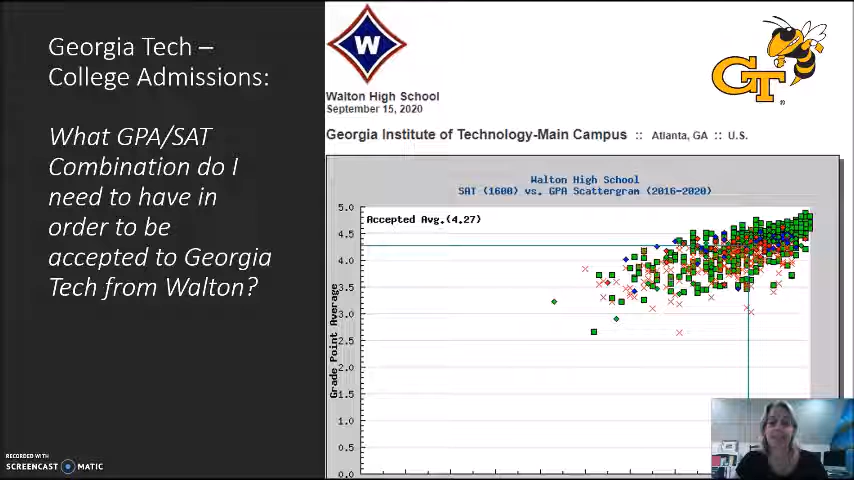 Georgia Tech –
College Admissions:
What GPA/SAT
Combination do I
need to have in
order to be
accepted to Georgia
Tech from Walton?
RECORDED WITH
SCREENCAST MATIC
W
Walton High School
September 15, 2020
GT
Georgia Institute of Technology-Main Campus :: Atlanta, GA :: U.S.
Walton High School
SAT (1600) vs. GPA Scattergram (2016-2020)
Accepted Avg.(4.27)
Grade Point Average
5.0
4.5
4.0
3.5
3.0
2.5
2.0
1.5
1.0
0.5
0.0